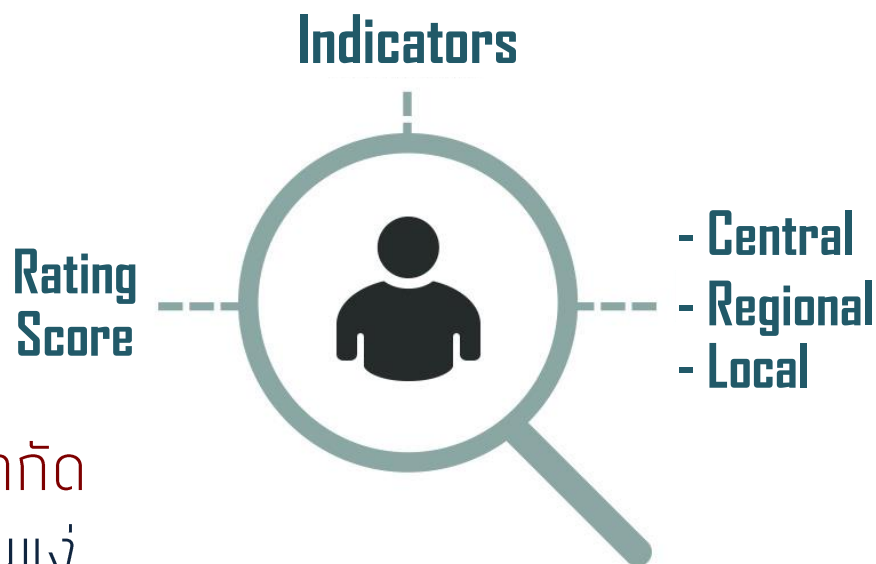 Indicators
Rating
Score
- Central
- Regional
- Local